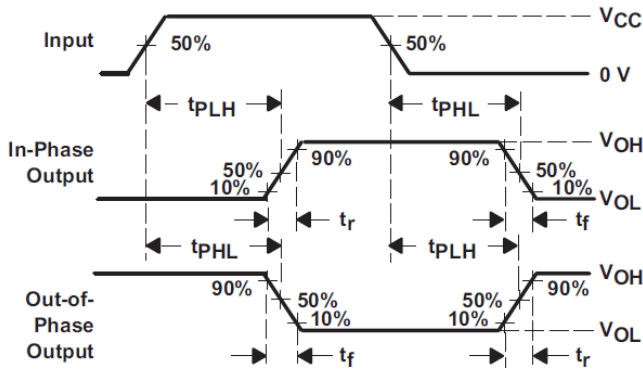 Input
50%
50%
VCC
0 V
tPLH
tPHL
In-Phase
Output
50%
10%
90%
90%
50%
10%
VOH
VOL
tr
tf
tPHL
tPLH
Out-of-
Phase
Output
90%
50%
10%
50%
10%
90%
VOH
VOL
tf
tr